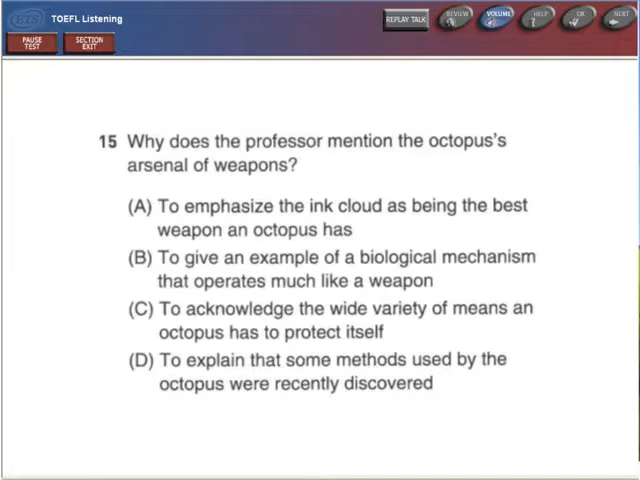 ETS
TOEFL Listening
REPLAY TALK
REVIEW
VOLUME
HELP
?
OK
NEXT
PAUSE
TEST
SECTION
EXIT
15 Why does the professor mention the octopus's
arsenal of weapons?
(A) To emphasize the ink cloud as being the best
weapon an octopus has
(B) To give an example of a biological mechanism
that operates much like a weapon
(C) To acknowledge the wide variety of means an
octopus has to protect itself
(D) To explain that some methods used by the
octopus were recently discovered